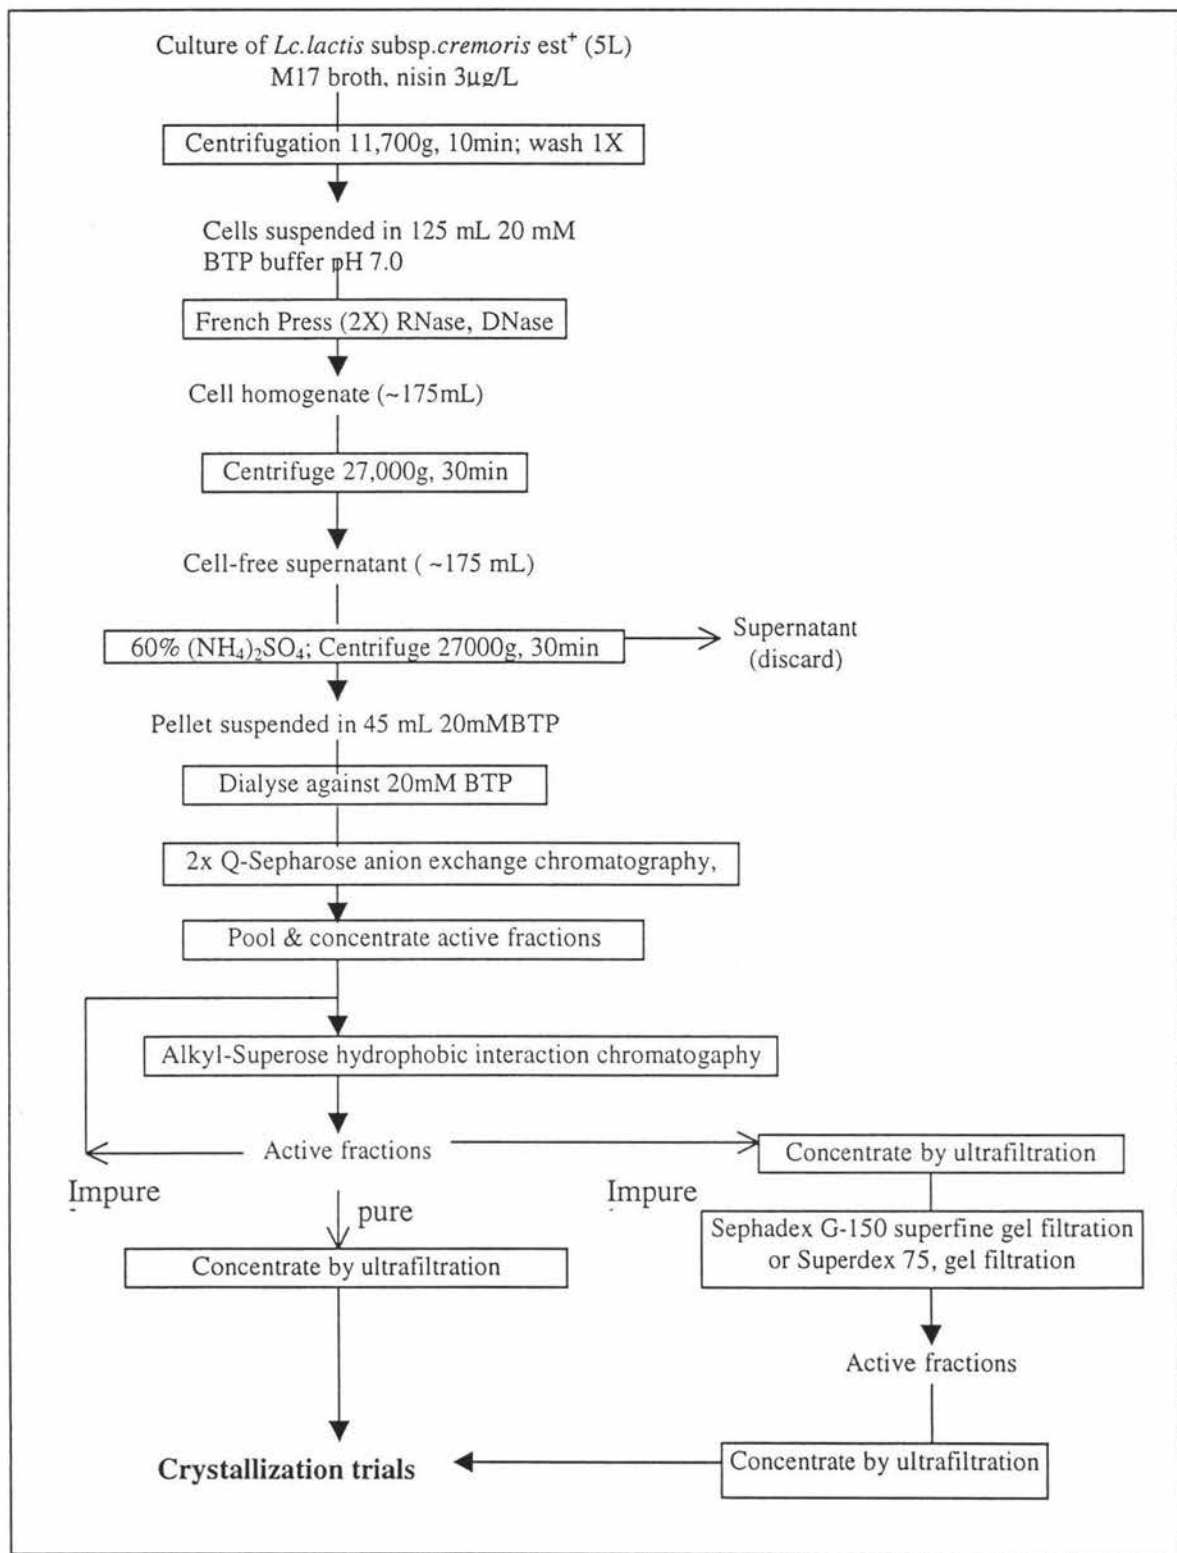 Culture of Lc.lactis subsp.cremoris est⁺ (5L)
M17 broth, nisin 3µg/L
Centrifugation 11,700g, 10min; wash 1X
Cells suspended in 125 mL 20 mM
BTP buffer pH 7.0
French Press (2X) RNase, DNase
Cell homogenate (~175mL)
Centrifuge 27,000g, 30min
Cell-free supernatant ( ~175 mL)
60% (NH₄)₂SO₄; Centrifuge 27000g, 30min
Supernatant
(discard)
Pellet suspended in 45 mL 20mMBTP
Dialyse against 20mM BTP
2x Q-Sepharose anion exchange chromatography,
Pool & concentrate active fractions
Alkyl-Superose hydrophobic interaction chromatogaphy
Active fractions
Impure
pure
Concentrate by ultrafiltration
Impure
Concentrate by ultrafiltration
Sephadex G-150 superfine gel filtration
or Superdex 75, gel filtration
Active fractions
Concentrate by ultrafiltration
Crystallization trials